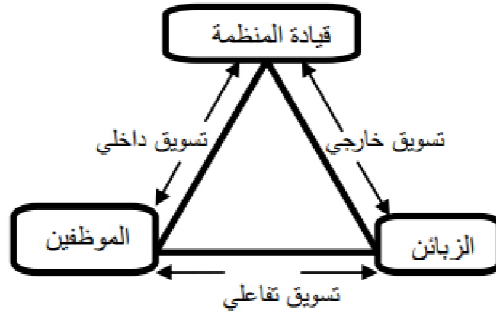 قيادة المنظمة
تسويق خارجي
تسويق داخلي
الزبائن
الموظفين
تسويق تفاعلي